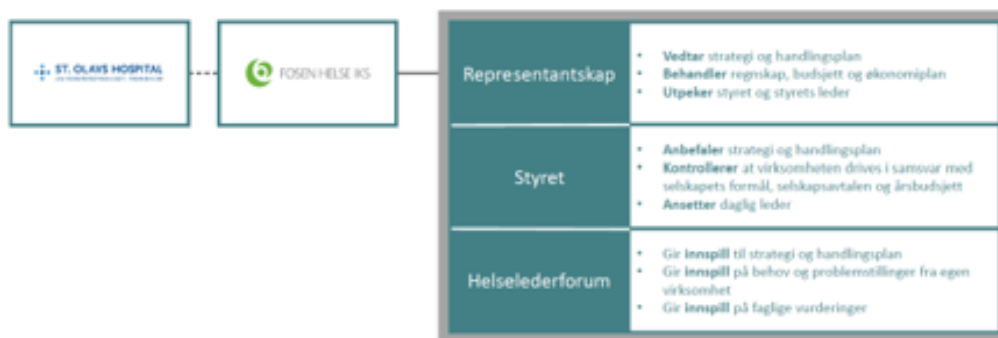 ST. OLAVS HOSPITAL
FOSEN HELSE IKS
Representantskap
• Vedtar strategi og handlingsplan
• Behandler regnskap, budsjett og økonomiplan
• Utpeker styret og styrets leder
Styret
• Anbefaler strategi og handlingsplan
• Kontrollerer at virksomheten drives i samsvar med
selskapets formål, selskapsavtalen og årsbudsjett
• Ansetter daglig leder
Helselederforum
• Gir innspill til strategi og handlingsplan
• Gir innspill på behov og problemstillinger fra egen
virksomhet
• Gir innspill på faglige vurderinger